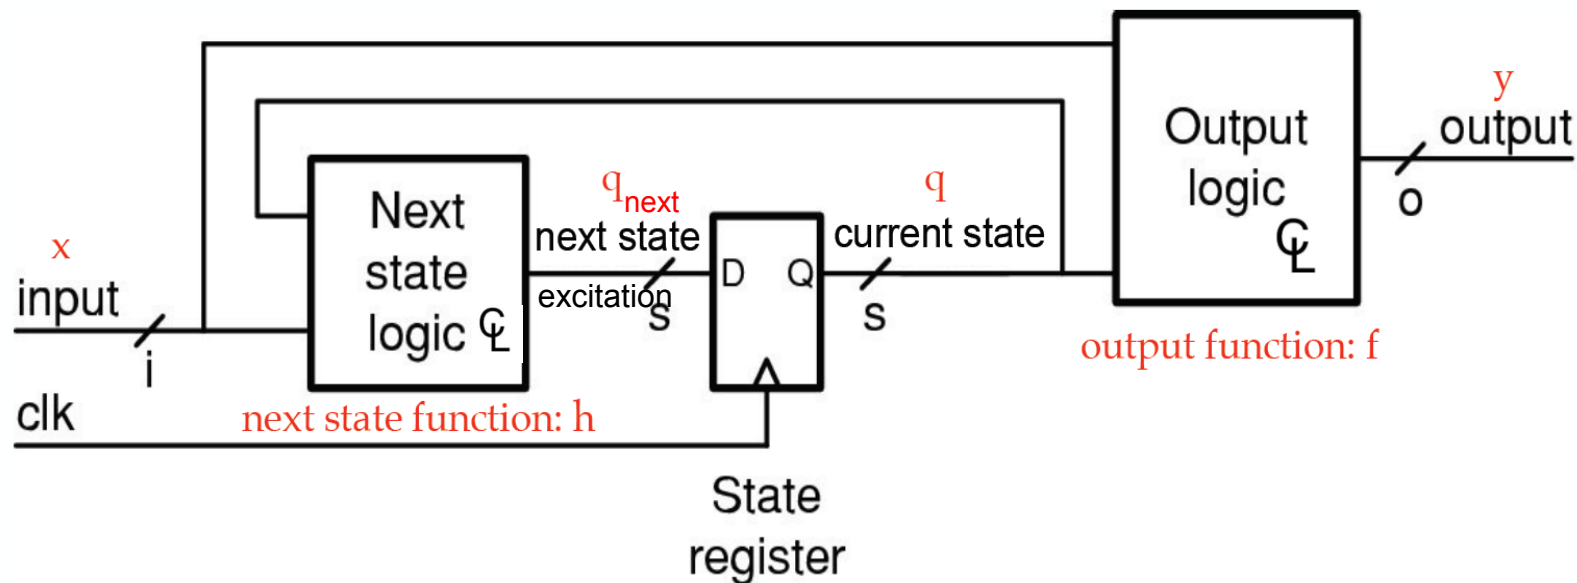 x
input
i
clk
Next
state
logic CL
next state function: h
qnext
next state
excitation
s
D Q
State
register
q
current state
s
Output
logic
CL
output function: f
y
output
o